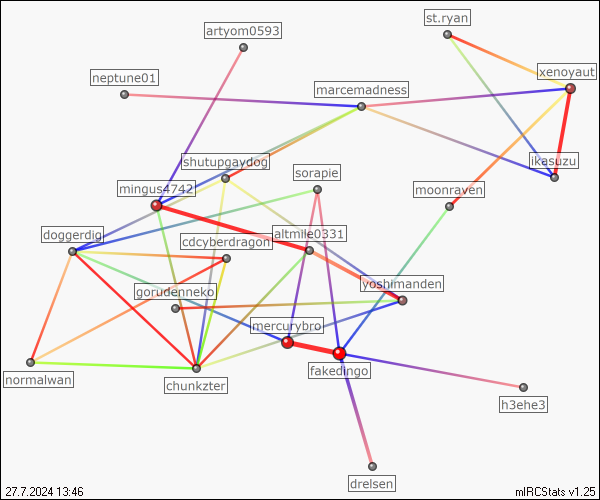 artyom0593
st.ryan
neptune01
xenoyaut
marcemadness
shutupgaydog
ikasuzu
sorapie
mingus4742
moonraven
doggerdig
altmile0331
cdcyberdragon
yoshimanden
gorudenneko
mercurybro
fakedingo
normalwan
chunkzter
h3ehe3
drelsen
27.7.2024 13:46
mIRCStats v1.25